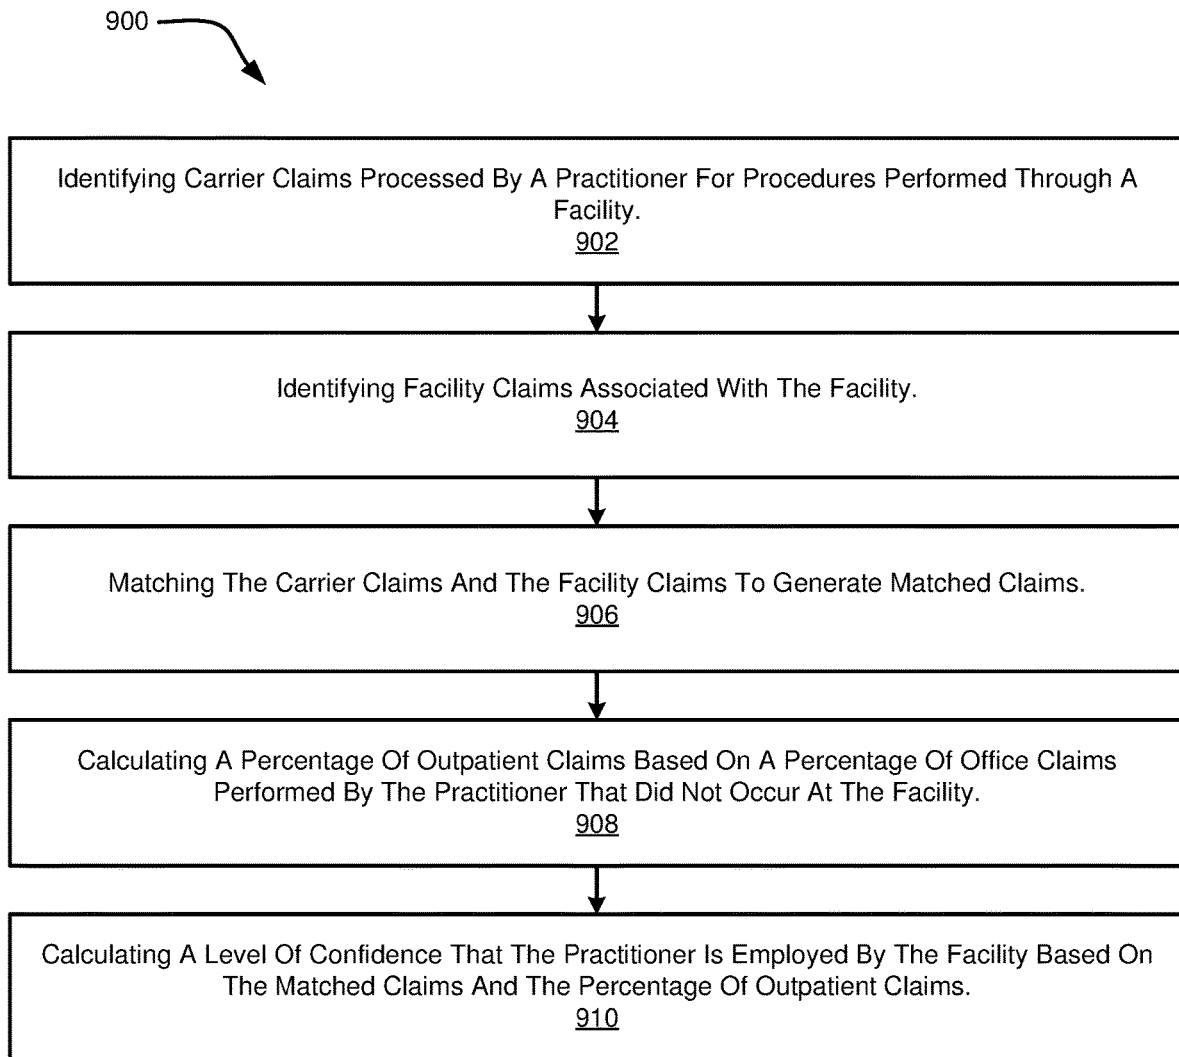 900
Identifying Carrier Claims Processed By A Practitioner For Procedures Performed Through A
Facility.
902
Identifying Facility Claims Associated With The Facility.
904
Matching The Carrier Claims And The Facility Claims To Generate Matched Claims.
906
Calculating A Percentage Of Outpatient Claims Based On A Percentage Of Office Claims
Performed By The Practitioner That Did Not Occur At The Facility.
908
Calculating A Level Of Confidence That The Practitioner Is Employed By The Facility Based On
The Matched Claims And The Percentage Of Outpatient Claims.
910